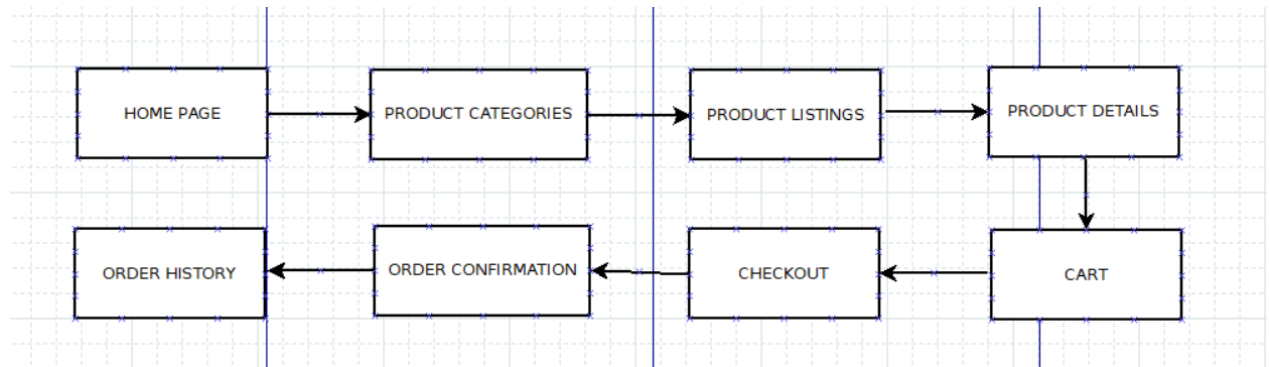 HOME PAGE
PRODUCT CATEGORIES
PRODUCT LISTINGS
PRODUCT DETAILS
ORDER HISTORY
ORDER CONFIRMATION
CHECKOUT
CART